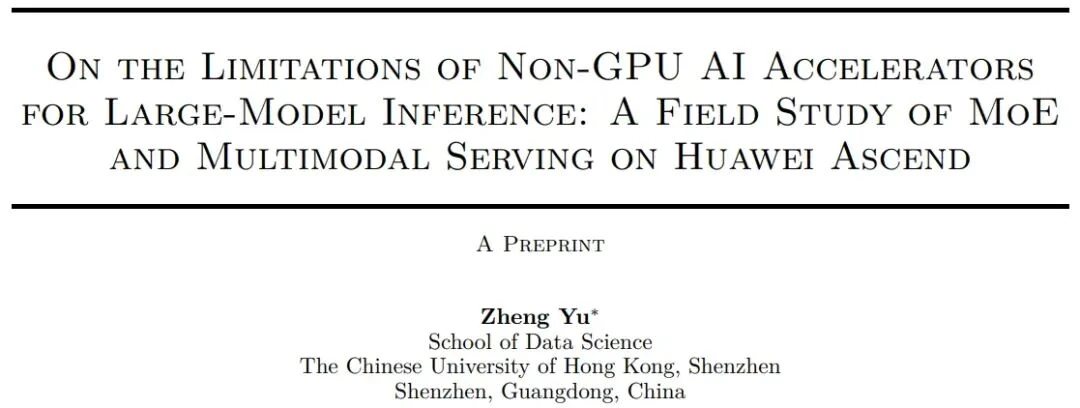 ON THE LIMITATIONS OF NON-GPU AI ACCELERATORS
FOR LARGE-MODEL INFERENCE: A FIELD STUDY OF MOE
AND MULTIMODAL SERVING ON HUAWEI ASCEND
A PREPRINT
Zheng Yu*
School of Data Science
The Chinese University of Hong Kong, Shenzhen
Shenzhen, Guangdong, China